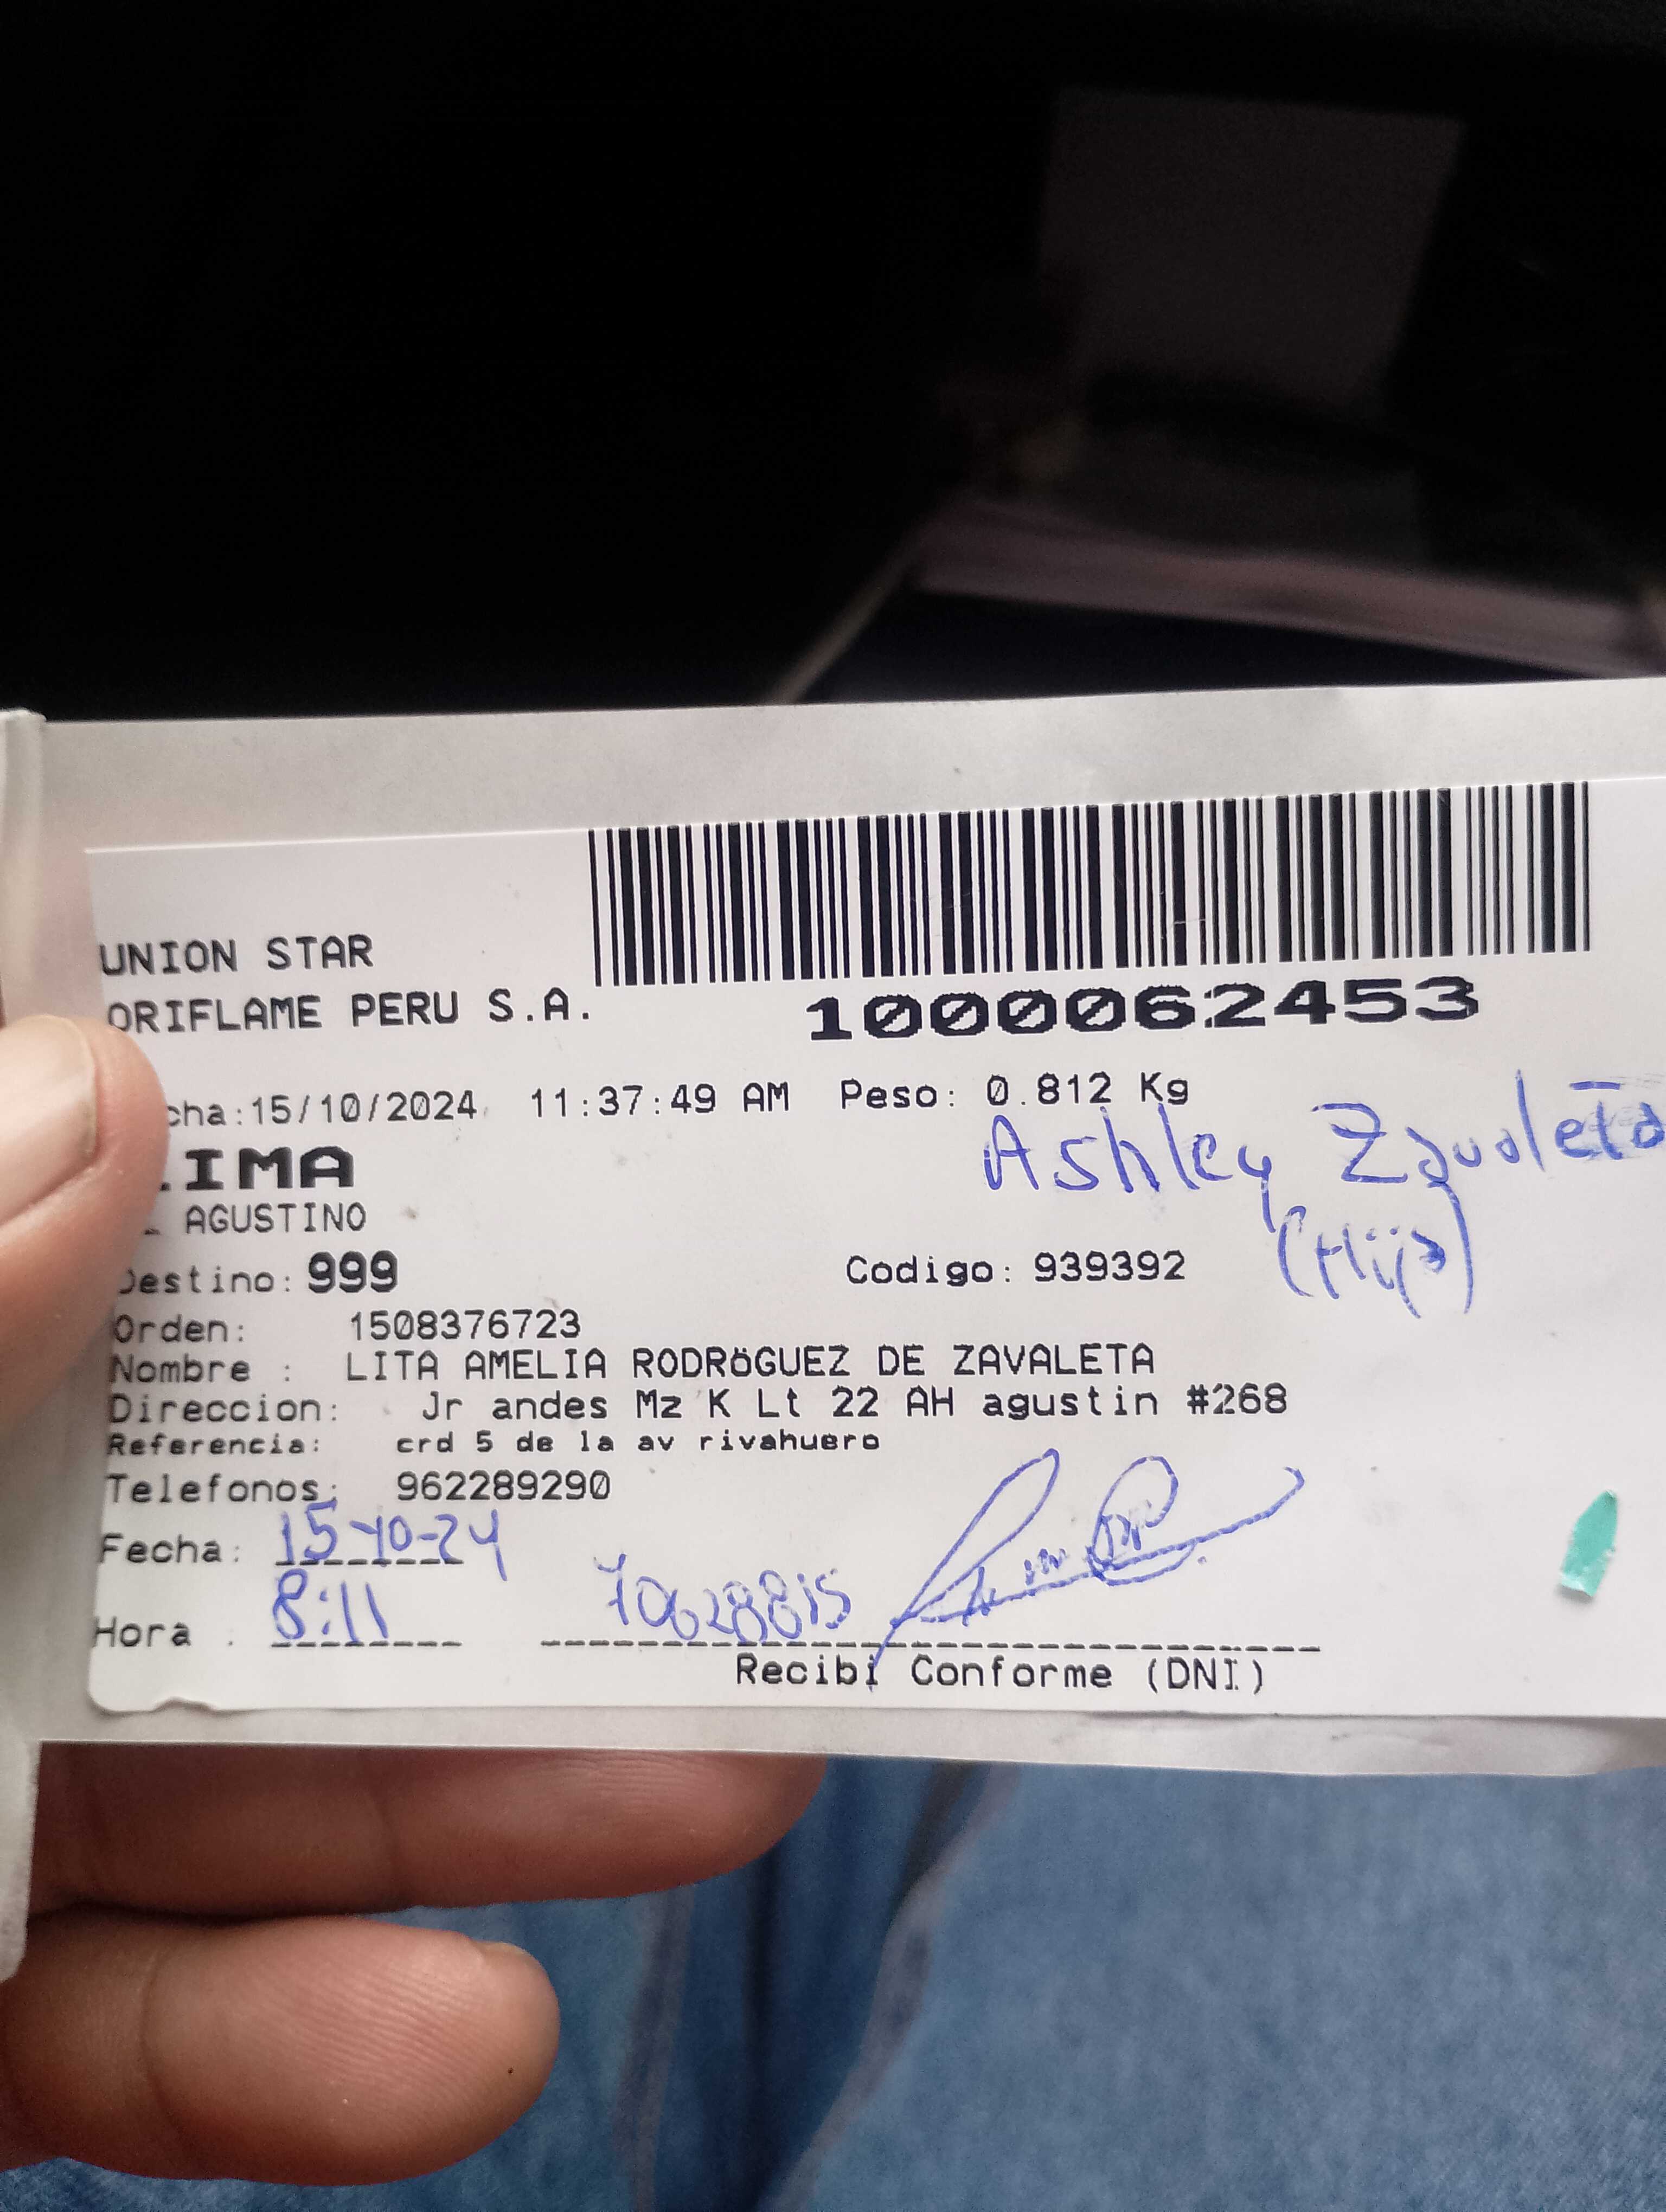 UNION STAR
ORIFLAME PERU S.A.
1000062453
cha:15/10/2024 11:37:49 AM Peso: 0.812 Kg
Ashley Zavaleta
(Hija)
IMA
AGUSTINO
Destino: 999
Codigo: 939392
Orden: 1508376723
Nombre : LITA AMELIA RODRöGUEZ DE ZAVALETA
Direccion: Jr andes Mz K Lt 22 AH agustin #268
Referencia: crd 5 de la av rivahuero
Telefonos: 962289290
Fecha: 15-10-24
Hora : 8:11
70628815
Recibi Conforme (DNI)